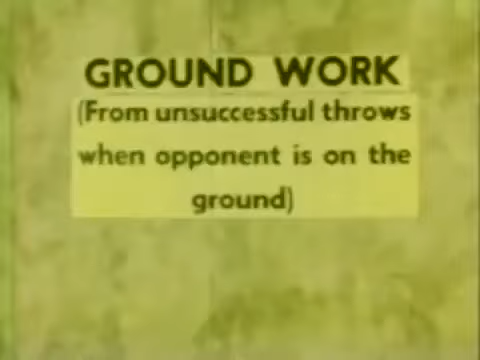 GROUND WORK
(From unsuccessful throws
when opponent is on the
ground)